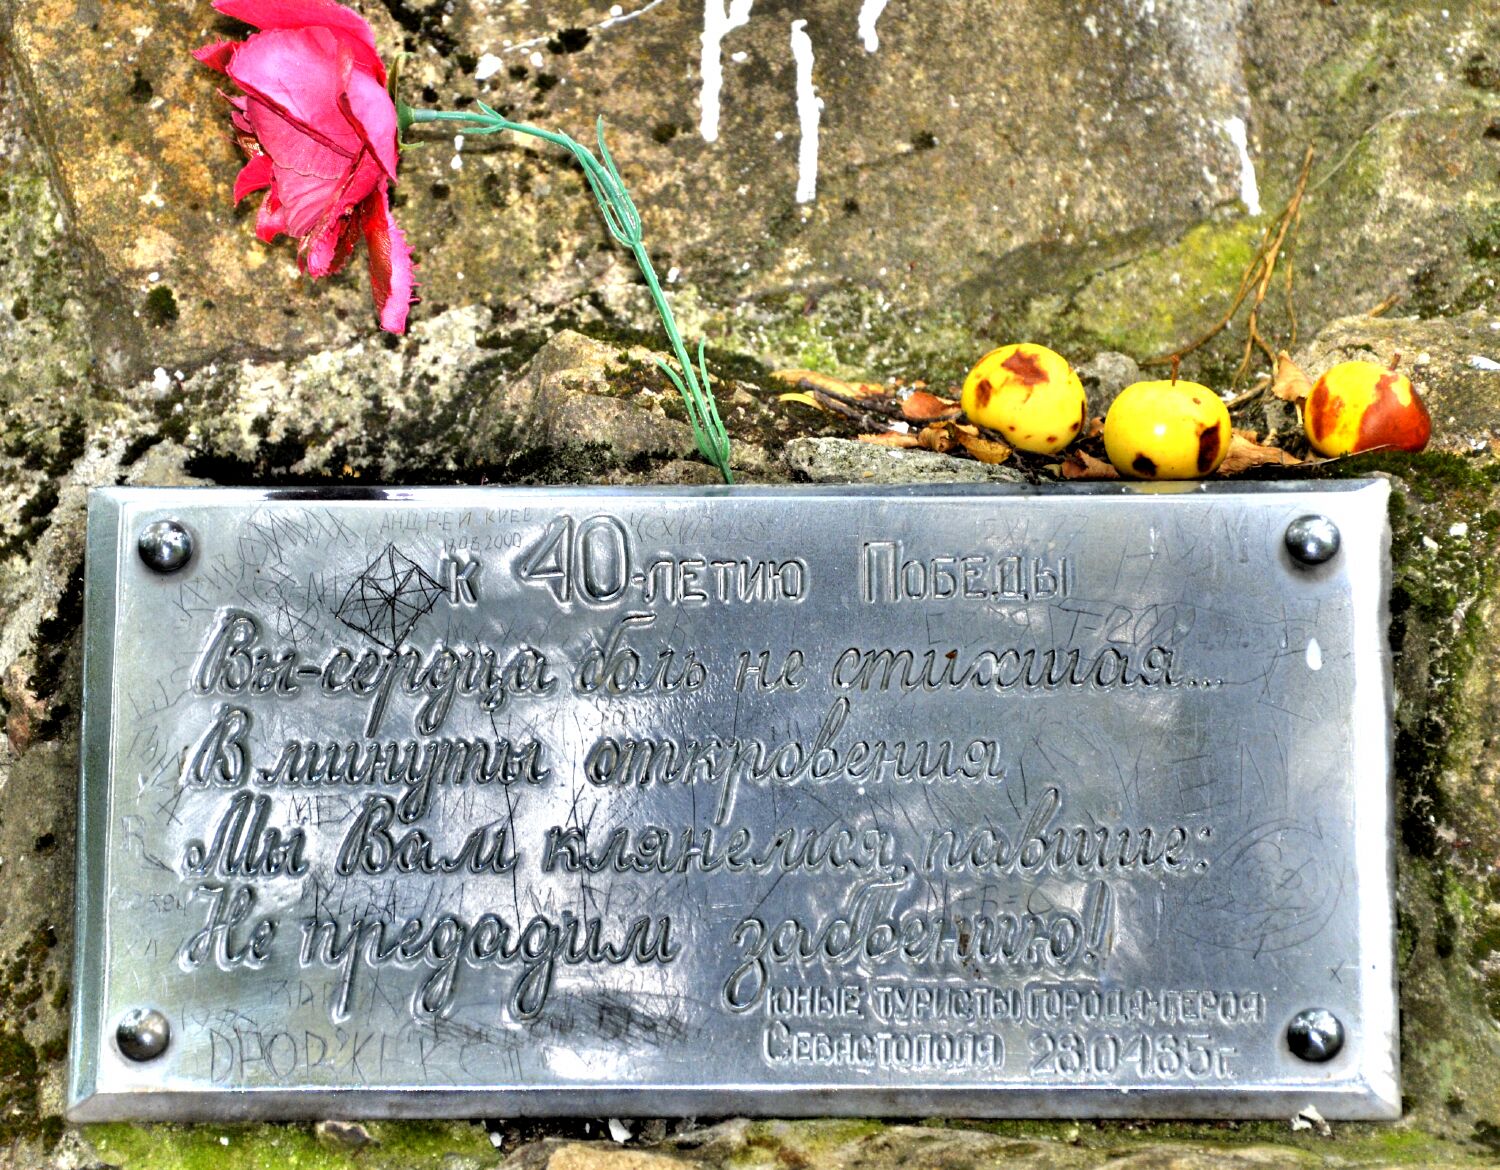 АНДРЕЙ КИЕВ
К 40-ЛЕТИЮ ПОБЕДЫ
Вы-сердца боль не стихшая...
В минуты откровения
Мы Вам клянемся, павшие:
Не предадим забвению!
ЮНЫЕ ТУРИСТЫ ГОРОДА-ГЕРОЯ
СЕВАСТОПОЛЯ 28.04.85г.